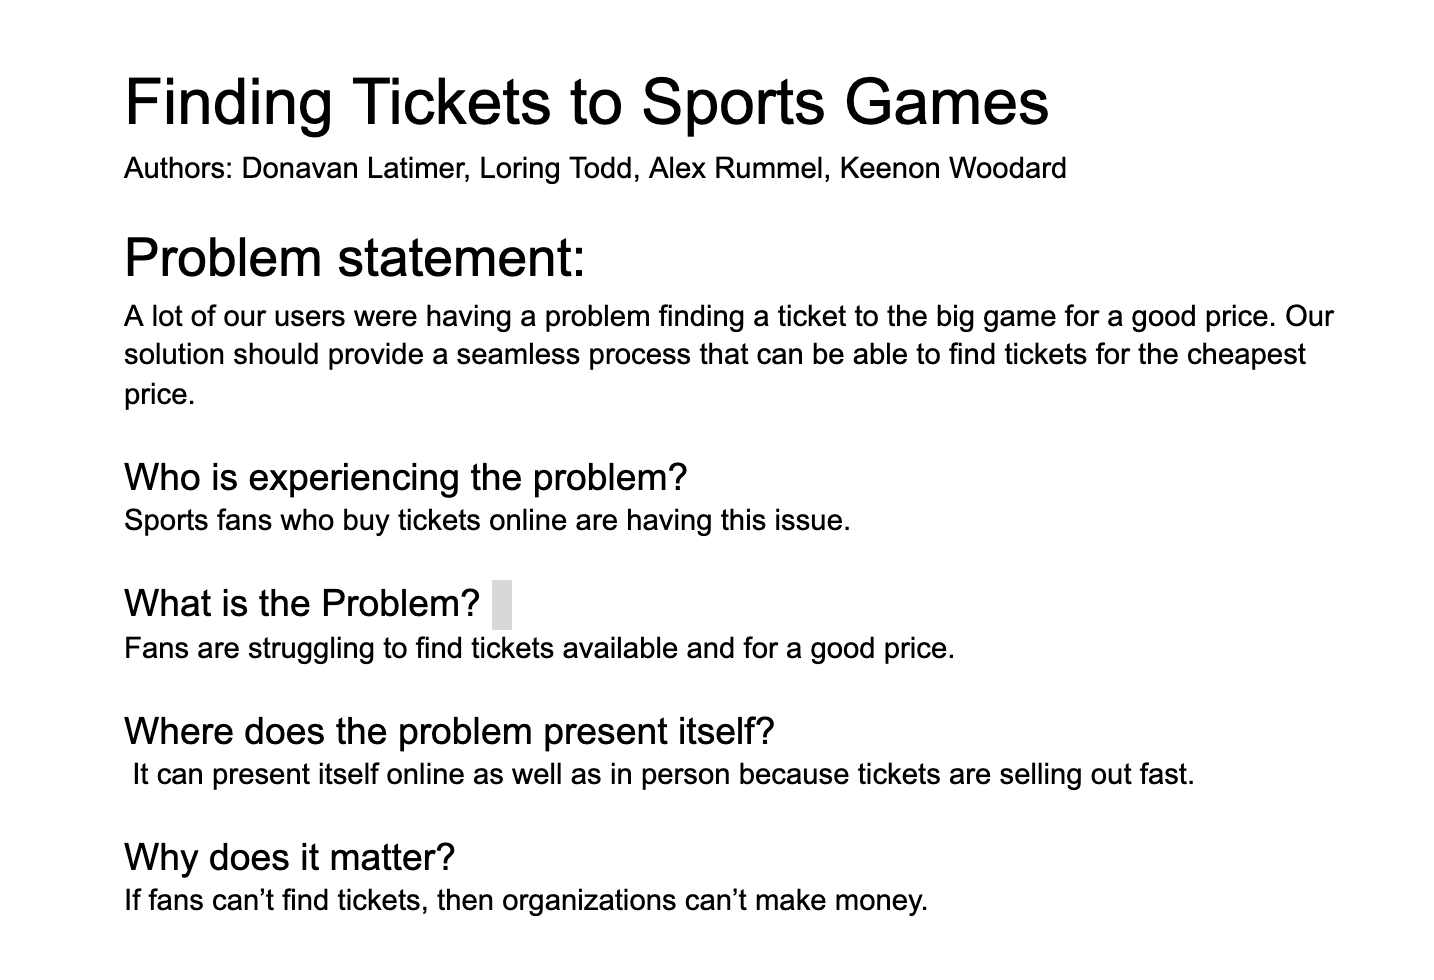 Finding Tickets to Sports Games
Authors: Donavan Latimer, Loring Todd, Alex Rummel, Keenon Woodard
Problem statement:
A lot of our users were having a problem finding a ticket to the big game for a good price. Our
solution should provide a seamless process that can be able to find tickets for the cheapest
price.
Who is experiencing the problem?
Sports fans who buy tickets online are having this issue.
What is the Problem?
Fans are struggling to find tickets available and for a good price.
Where does the problem present itself?
It can present itself online as well as in person because tickets are selling out fast.
Why does it matter?
If fans can’t find tickets, then organizations can’t make money.